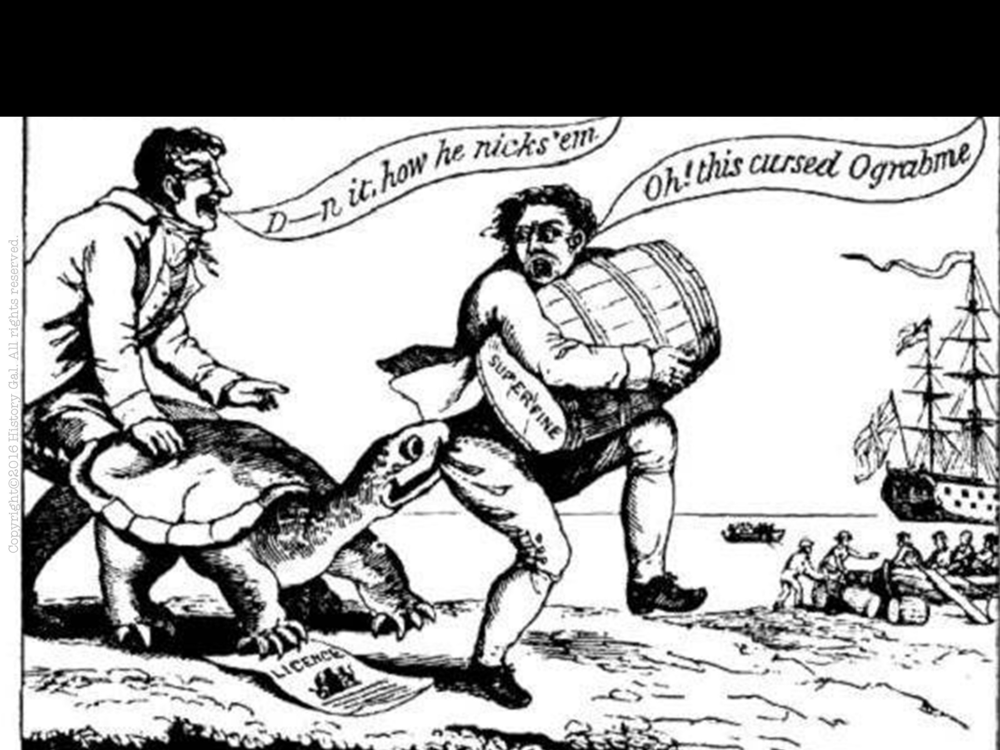 D—n it, how he nicks 'em.
Oh! this cursed Ograbme
SUPERFINE
LICENCE
Copyright©2016 History Gal. All rights reserved.